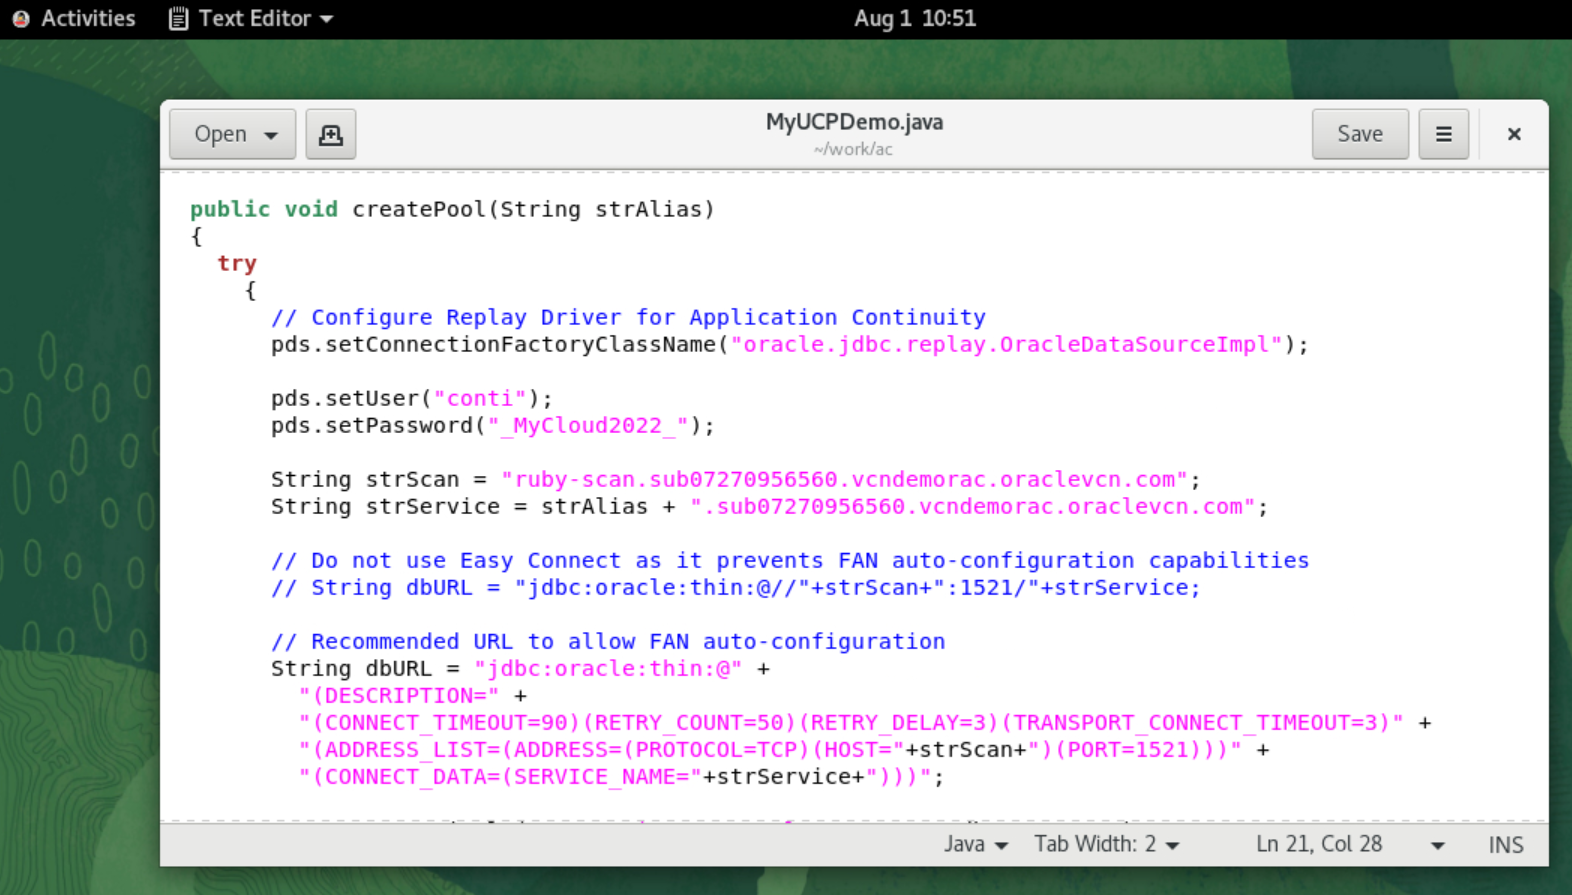 Activities Text Editor Aug 1 10:51
Open MyUCPDemo.java Save
~/work/ac
public void createPool(String strAlias)
{
try
{
// Configure Replay Driver for Application Continuity
pds.setConnectionFactoryClassName("oracle.jdbc.replay.OracleDataSourceImpl");
pds.setUser("conti");
pds.setPassword("_MyCloud2022_");
String strScan = "ruby-scan.sub07270956560.vcndemorac.oraclevcn.com";
String strService = strAlias + ".sub07270956560.vcndemorac.oraclevcn.com";
// Do not use Easy Connect as it prevents FAN auto-configuration capabilities
// String dbURL = "jdbc:oracle:thin:@//"+strScan+":1521/"+strService;
// Recommended URL to allow FAN auto-configuration
String dbURL = "jdbc:oracle:thin:@" +
"(DESCRIPTION=" +
"(CONNECT_TIMEOUT=90)(RETRY_COUNT=50)(RETRY_DELAY=3)(TRANSPORT_CONNECT_TIMEOUT=3)" +
"(ADDRESS_LIST=(ADDRESS=(PROTOCOL=TCP)(HOST="+strScan+")(PORT=1521)))" +
"(CONNECT_DATA=(SERVICE_NAME="+strService+")))";
Java Tab Width: 2 Ln 21, Col 28 INS